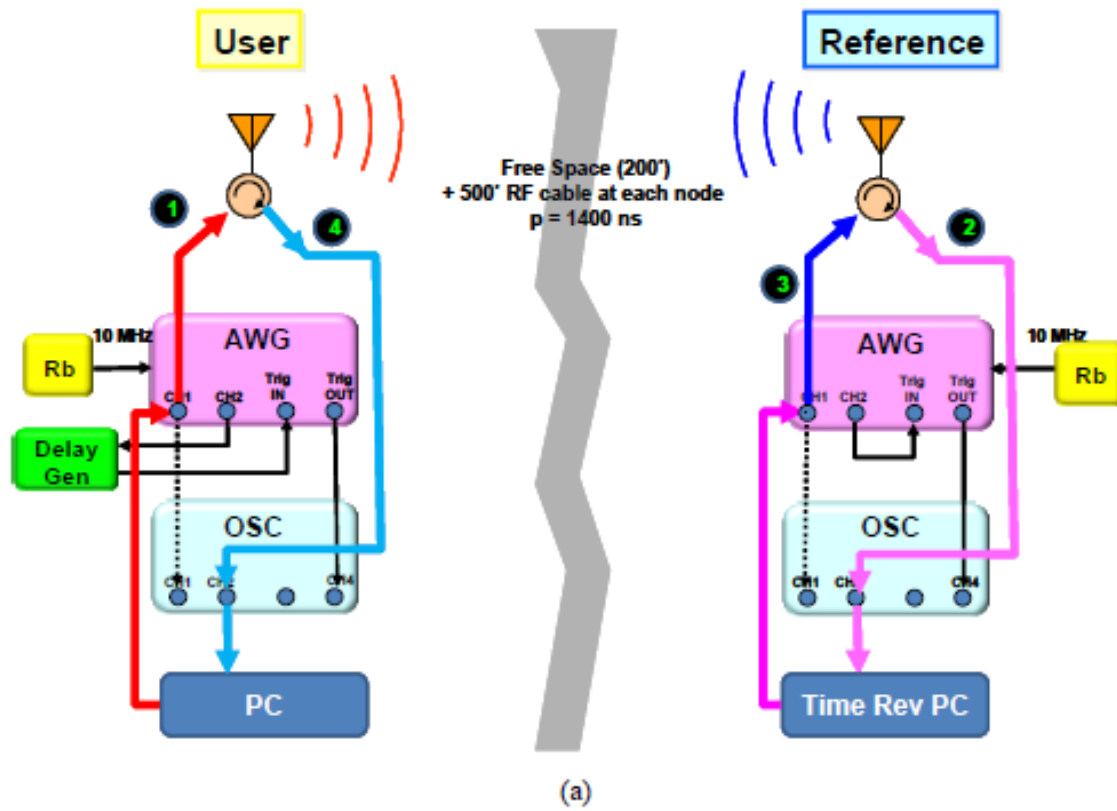 User
Reference
Free Space (200')
+ 500' RF cable at each node
p = 1400 ns
1
4
2
3
10 MHz
AWG
Rb
CH1
CH2
Trig
IN
Trig
OUT
Delay
Gen
OSC
CH1
CH4
PC
AWG
10 MHz
Rb
CH1
CH2
Trig
IN
Trig
OUT
OSC
CH1
CH4
Time Rev PC
(a)